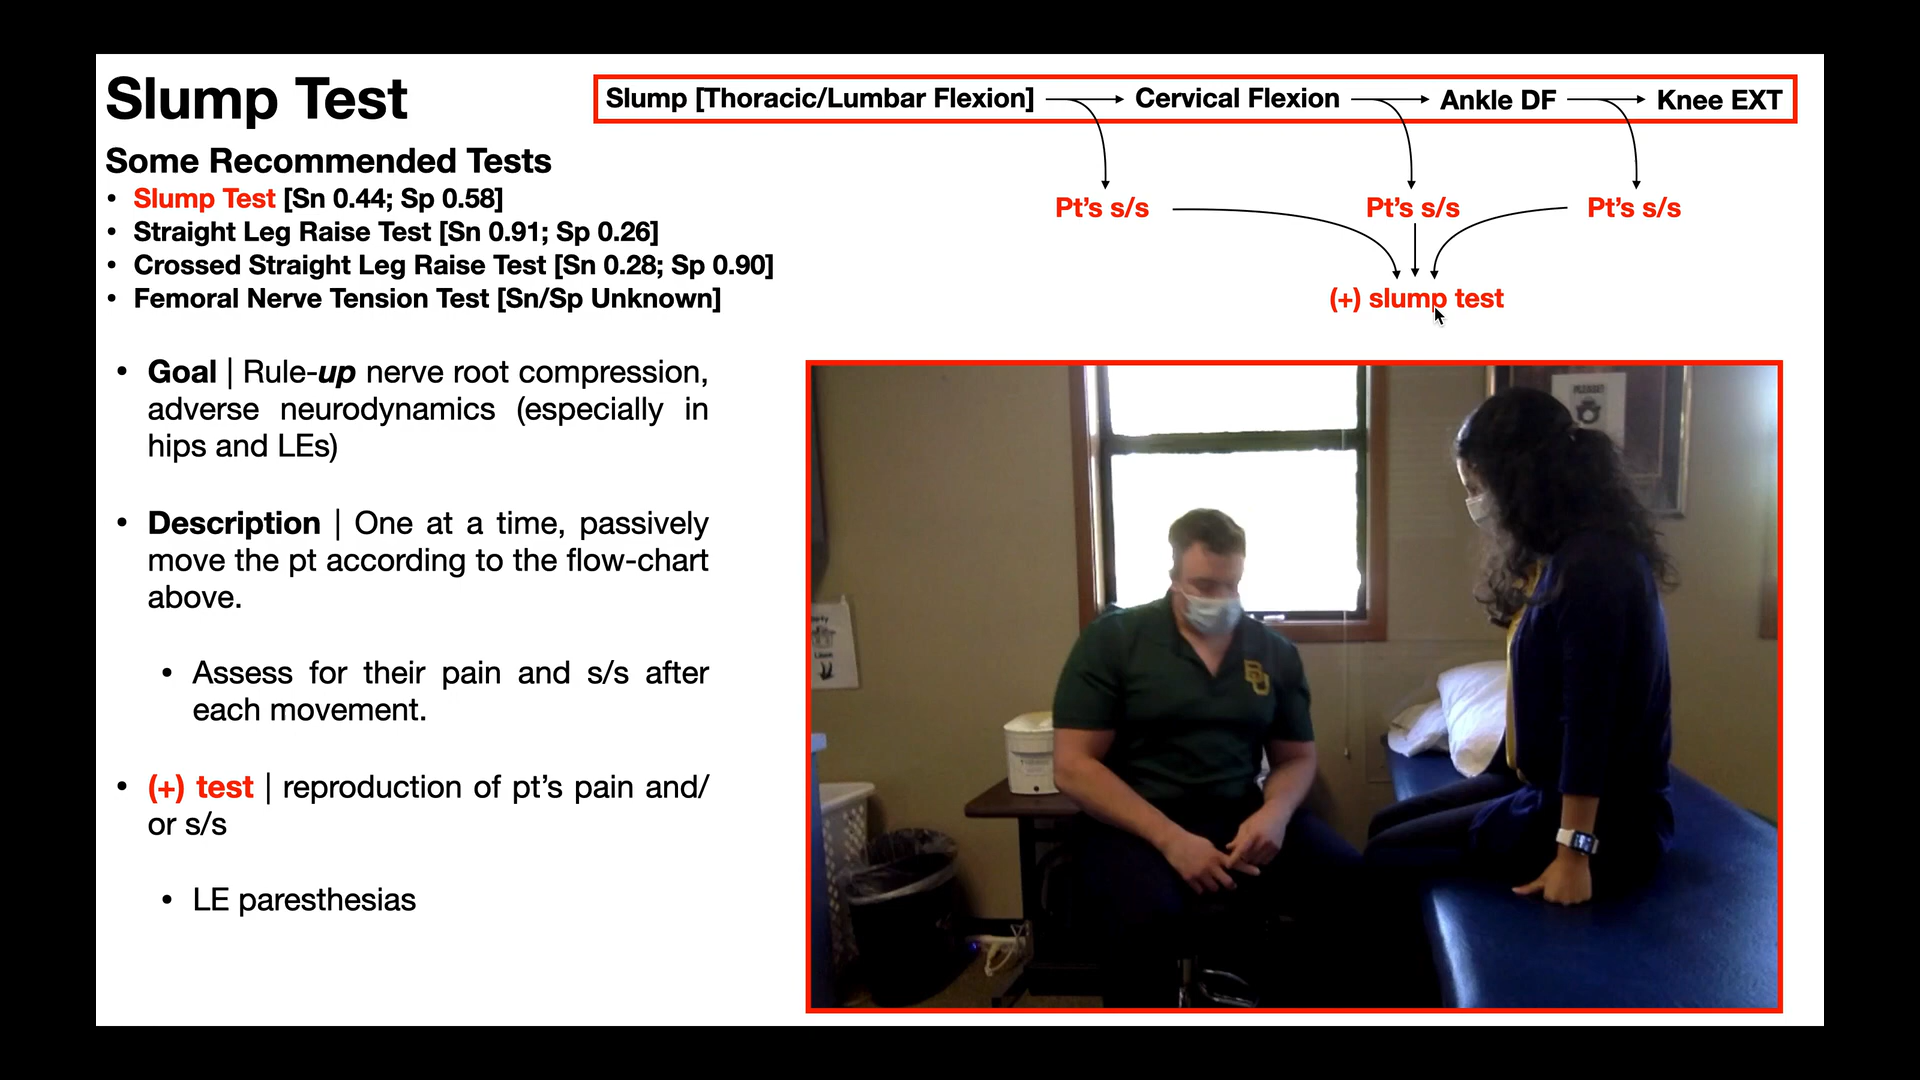 Slump Test
Slump [Thoracic/Lumbar Flexion] Cervical Flexion Ankle DF Knee EXT
Pt's s/s Pt's s/s Pt's s/s
(+) slump test
Some Recommended Tests
• Slump Test [Sn 0.44; Sp 0.58]
• Straight Leg Raise Test [Sn 0.91; Sp 0.26]
• Crossed Straight Leg Raise Test [Sn 0.28; Sp 0.90]
• Femoral Nerve Tension Test [Sn/Sp Unknown]
• Goal | Rule-up nerve root compression,
adverse neurodynamics (especially in
hips and LEs)
• Description | One at a time, passively
move the pt according to the flow-chart
above.
• Assess for their pain and s/s after
each movement.
• (+) test | reproduction of pt's pain and/
or s/s
• LE paresthesias
BU